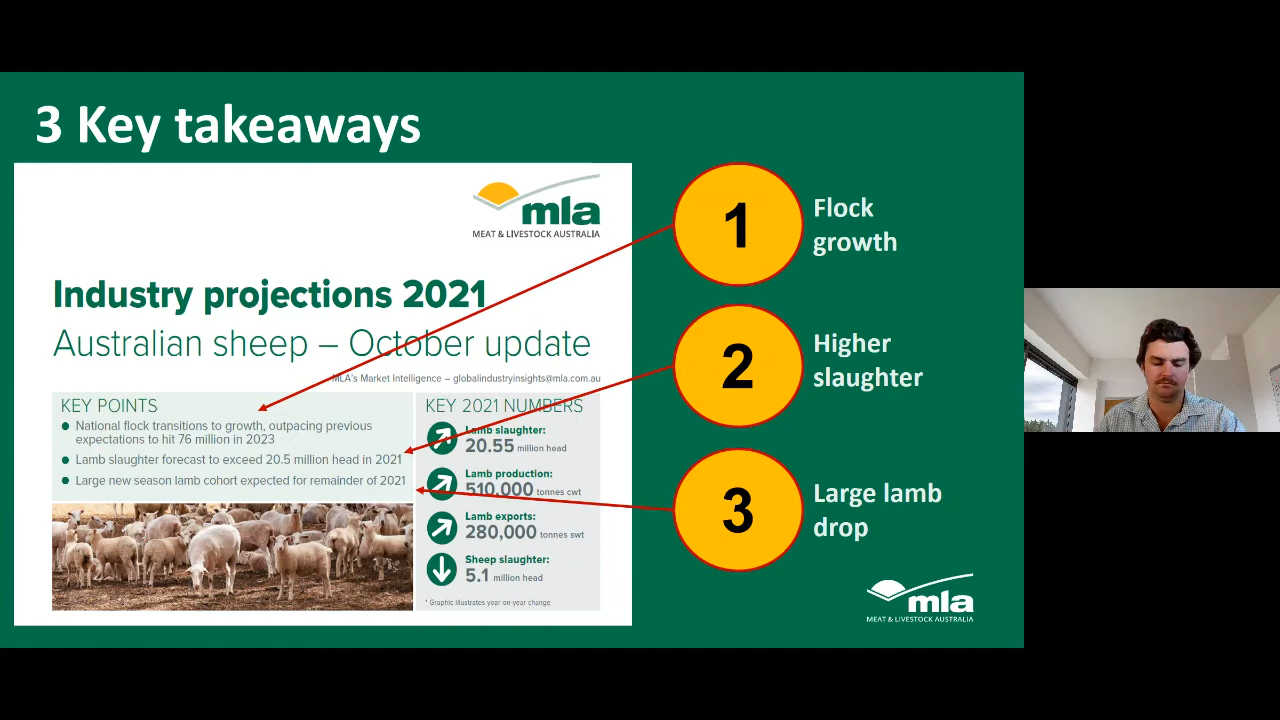 3 Key takeaways
mla
MEAT & LIVESTOCK AUSTRALIA
Industry projections 2021
Australian sheep – October update
MLA's Market Intelligence – globalindustryinsights@mla.com.au
KEY POINTS
National flock transitions to growth, outpacing previous
expectations to hit 76 million in 2023
Lamb slaughter forecast to exceed 20.5 million head in 2021
Large new season lamb cohort expected for remainder of 2021
KEY 2021 NUMBERS
Lamb slaughter:
20.55 million head
Lamb production:
510,000 tonnes cwt
Lamb exports:
280,000 tonnes swt
Sheep slaughter:
5.1 million head
* Graphic illustrates year-on-year change
1
Flock
growth
2
Higher
slaughter
3
Large lamb
drop
mla
MEAT & LIVESTOCK AUSTRALIA